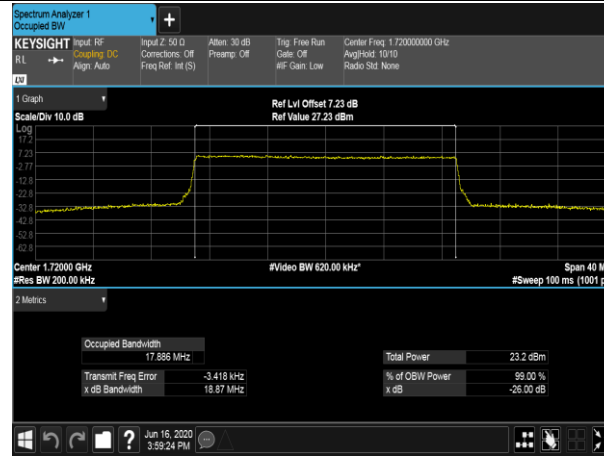 Spectrum Analyzer 1
Occupied BW
+
KEYSIGHT
RL
LXI
Input: RF
Coupling: DC
Align: Auto
Input Z: 50 Ω
Corrections: Off
Freq Ref: Int (S)
Atten: 30 dB
Preamp: Off
Trig: Free Run
Gate: Off
#IF Gain: Low
Center Freq: 1.720000000 GHz
Avg|Hold: 10/10
Radio Std: None
1 Graph
Scale/Div 10.0 dB
Ref Lvl Offset 7.23 dB
Ref Value 27.23 dBm
Log
17.2
7.23
-2.77
-12.8
-22.8
-32.8
-42.8
-52.8
-62.8
Center 1.72000 GHz
#Res BW 200.00 kHz
#Video BW 620.00 kHz*
Span 40 M
#Sweep 100 ms (1001 p
2 Metrics
Occupied Bandwidth
17.886 MHz
Transmit Freq Error -3.418 kHz
x dB Bandwidth 18.87 MHz
Total Power 23.2 dBm
% of OBW Power 99.00 %
x dB -26.00 dB
?
Jun 16, 2020
3:59:24 PM